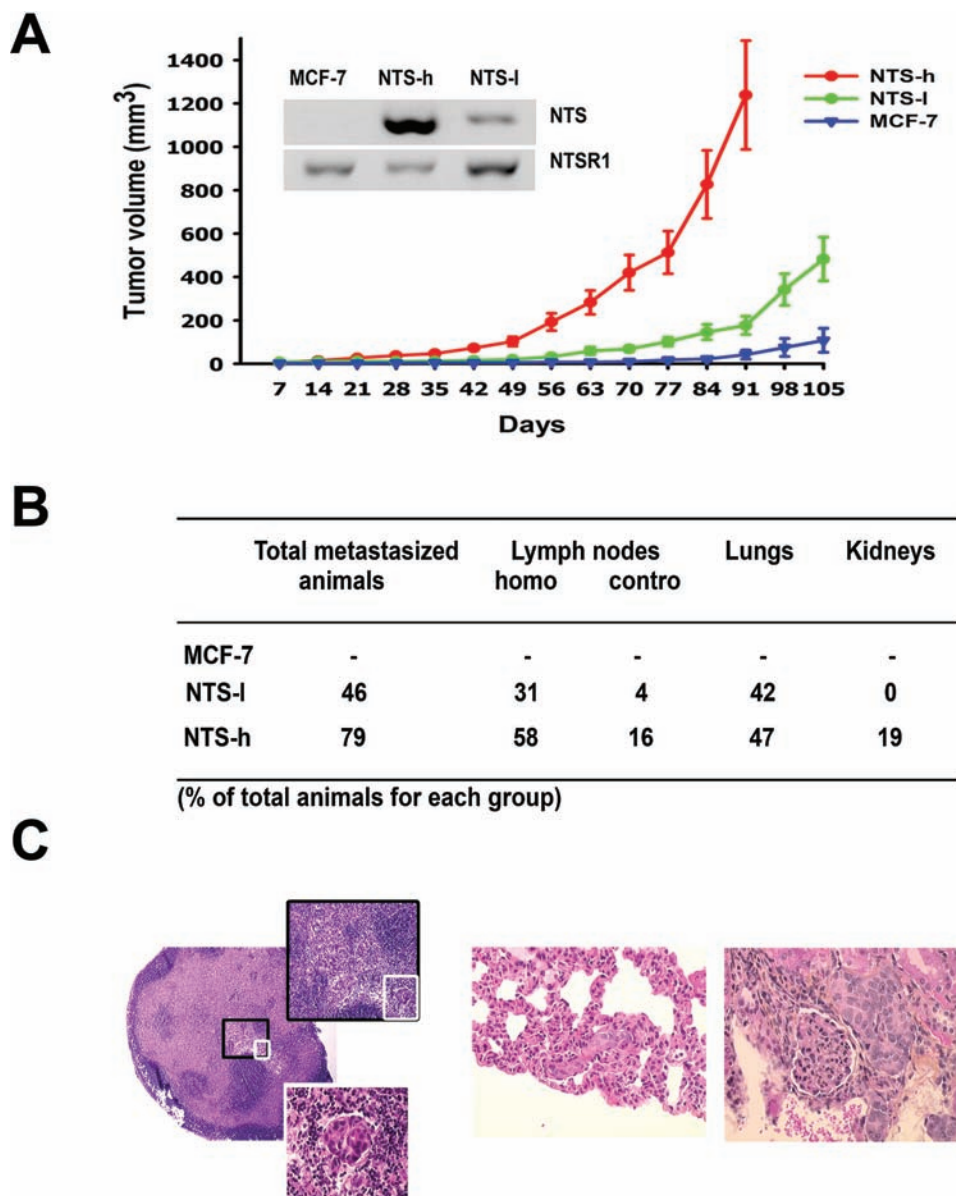 A
MCF-7 NTS-h NTS-l
NTS
NTSR1
NTS-h
NTS-l
MCF-7
Tumor volume (mm³)
1400
1200
1000
800
600
400
200
0
7 14 21 28 35 42 49 56 63 70 77 84 91 98 105
Days
B
Total metastasized Lymph nodes Lungs Kidneys
animals homo contro
MCF-7 - - - - -
NTS-l 46 31 4 42 0
NTS-h 79 58 16 47 19
(% of total animals for each group)
C